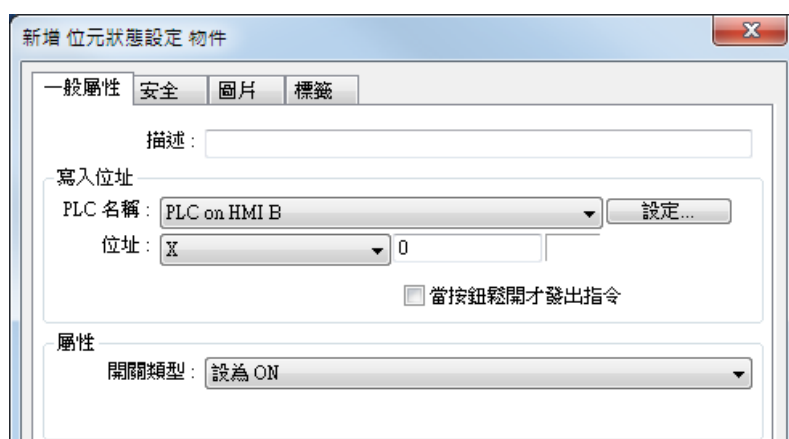 新增 位元狀態設定 物件
一般屬性 安全 圖片 標籤
描述 :
寫入位址
PLC 名稱 : PLC on HMI B 設定...
位址 : X 0
當按鈕鬆開才發出指令
屬性
開關類型 : 設為 ON